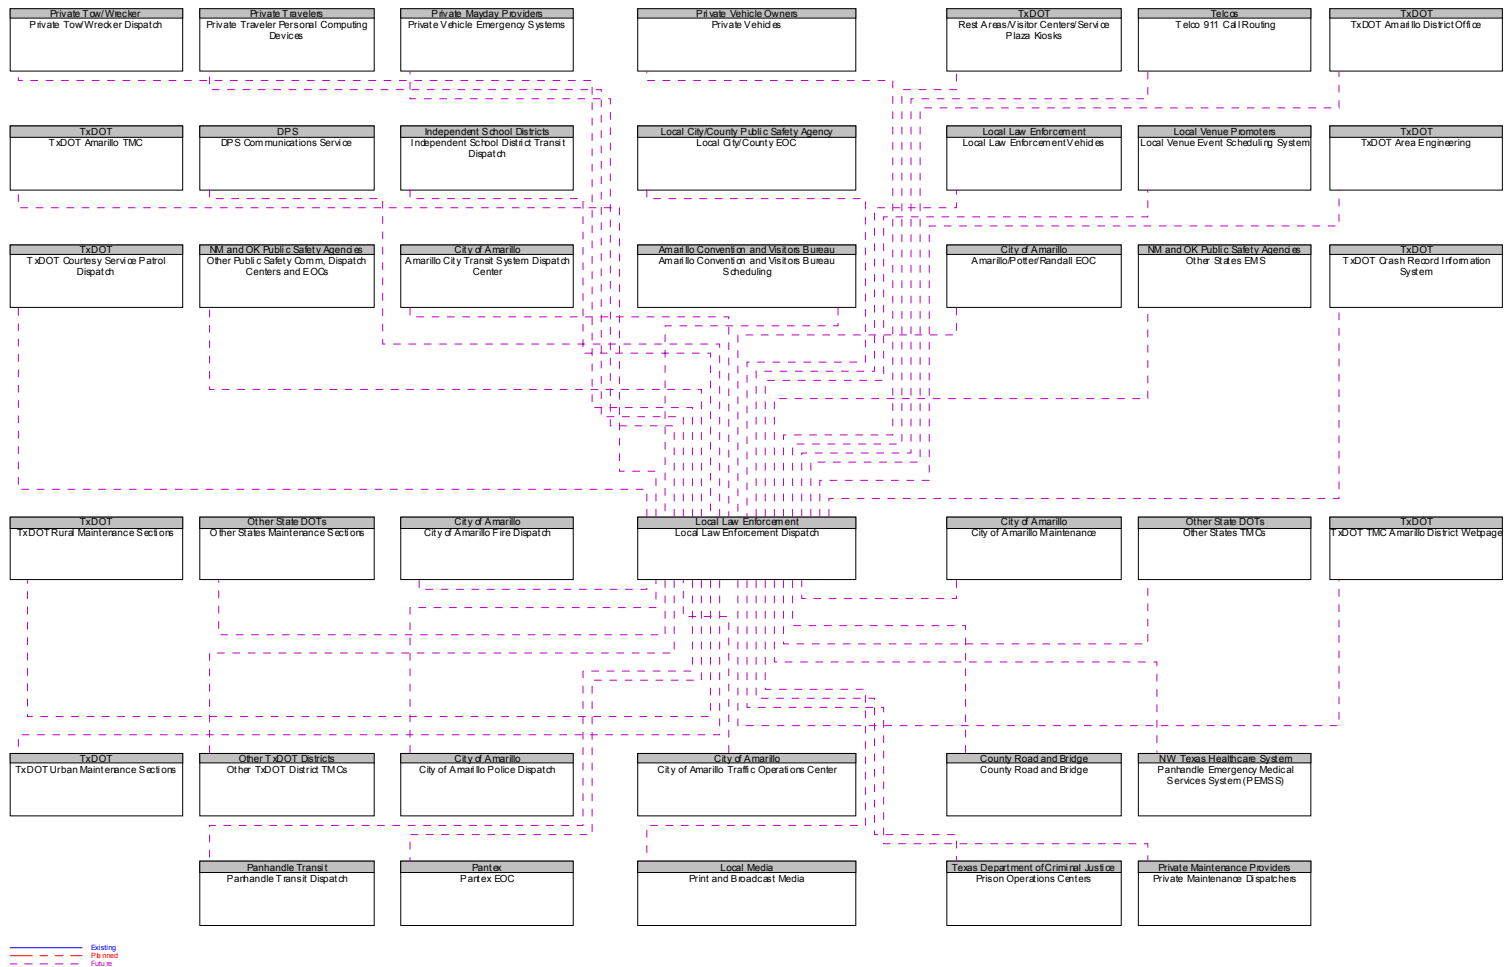 Private Tow/Wrecker
Private Tow/Wrecker Dispatch
Private Travelers
Private Traveler Personal Computing
Devices
Private Mayday Providers
Private Vehicle Emergency Systems
Private Vehicle Owners
Private Vehicles
TxDOT
Rest Areas/Visitor Centers/Service
Plaza Kiosks
Telcos
Telco 911 Call Routing
TxDOT
TxDOT Amarillo District Office
TxDOT
TxDOT Amarillo TMC
DPS
DPS Communications Service
Independent School Districts
Independent School District Transit
Dispatch
Local City/County Public Safety Agency
Local City/County EOC
Local Law Enforcement
Local Law Enforcement Vehicles
Local Venue Promoters
Local Venue Event Scheduling System
TxDOT
TxDOT Area Engineering
TxDOT
TxDOT Courtesy Service Patrol
Dispatch
NM and OK Public Safety Agencies
Other Public Safety Comm, Dispatch
Centers and EOCs
City of Amarillo
Amarillo City Transit System Dispatch
Center
Amarillo Convention and Visitors Bureau
Amarillo Convention and Visitors Bureau
Scheduling
City of Amarillo
Amarillo/Potter/Randall EOC
NM and OK Public Safety Agencies
Other States EMS
TxDOT
TxDOT Crash Record Information
System
TxDOT
TxDOT Rural Maintenance Sections
Other State DOTs
Other States Maintenance Sections
City of Amarillo
City of Amarillo Fire Dispatch
Local Law Enforcement
Local Law Enforcement Dispatch
City of Amarillo
City of Amarillo Maintenance
Other State DOTs
Other States TMCs
TxDOT
TxDOT TMC Amarillo District Webpage
TxDOT
TxDOT Urban Maintenance Sections
Other TxDOT Districts
Other TxDOT District TMCs
City of Amarillo
City of Amarillo Police Dispatch
City of Amarillo
City of Amarillo Traffic Operations Center
County Road and Bridge
County Road and Bridge
NW Texas Healthcare System
Panhandle Emergency Medical
Services System (PEMSS)
Panhandle Transit
Panhandle Transit Dispatch
Pantex
Pantex EOC
Local Media
Print and Broadcast Media
Texas Department of Criminal Justice
Prison Operations Centers
Private Maintenance Providers
Private Maintenance Dispatchers
Existing
Planned
Future